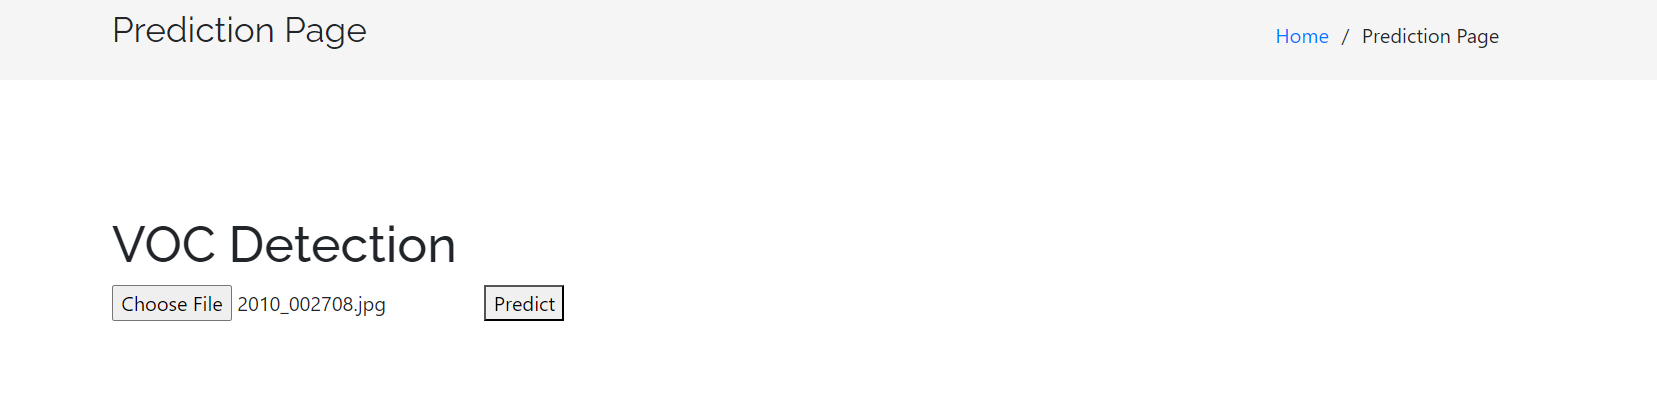 Prediction Page
Home / Prediction Page
VOC Detection
Choose File 2010_002708.jpg Predict